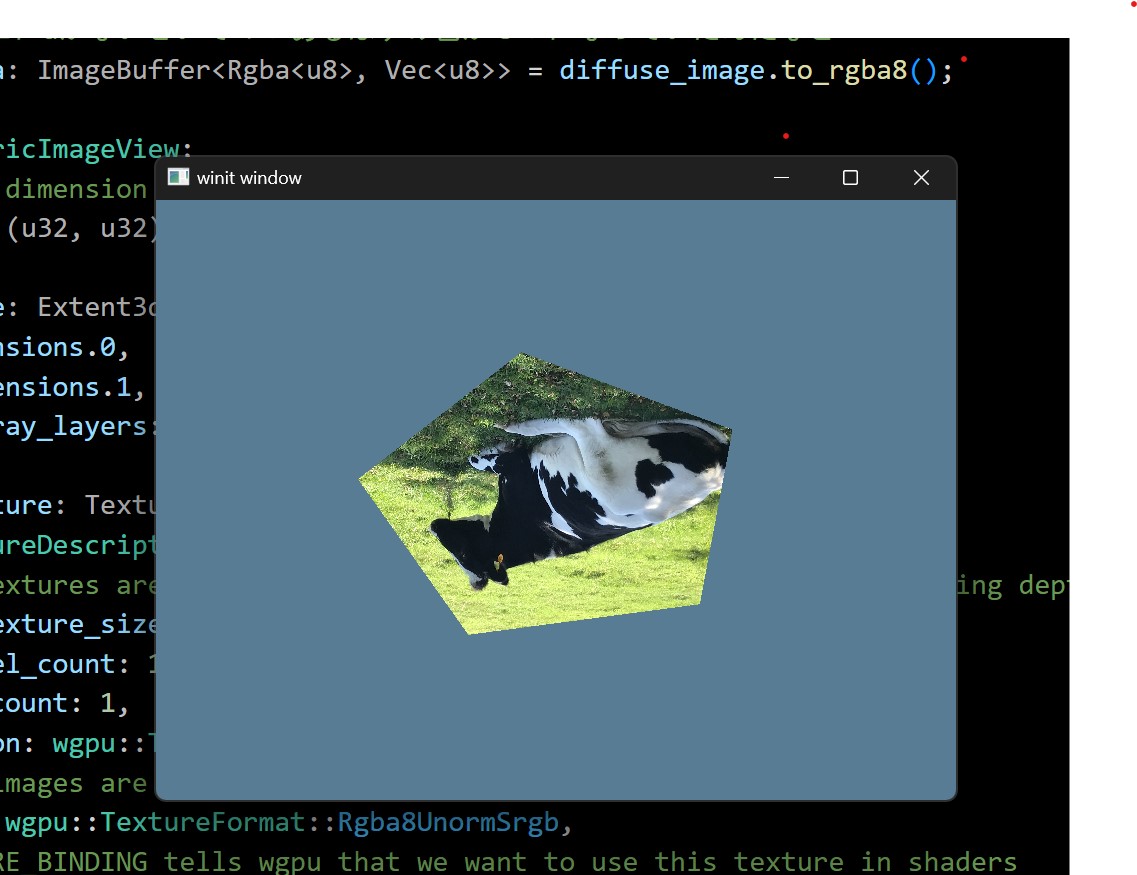 : ImageBuffer<Rgba<u8>, Vec<u8>> = diffuse_image.to_rgba8();
ricImageView:
dimension
(u32, u32)
winit window
: Extent3d
nsions.0,
ensions.1,
ray_layers:
ture: Textu
ureDescript
extures are
ing dept
exture_size
el_count: 1
count: 1,
on: wgpu::T
images are
wgpu::TextureFormat::Rgba8UnormSrgb,
RE BINDING tells wgpu that we want to use this texture in shaders